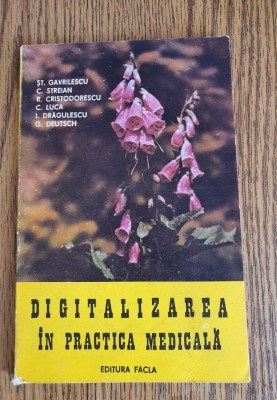 ŞT. GAVRILESCU
C. STREIAN
R. CRISTODORESCU
C. LUCA
I. DRĂGULESCU
G. DEUTSCH
DIGITALIZAREA
ÎN PRACTICA MEDICALĂ
EDITURA FACLA